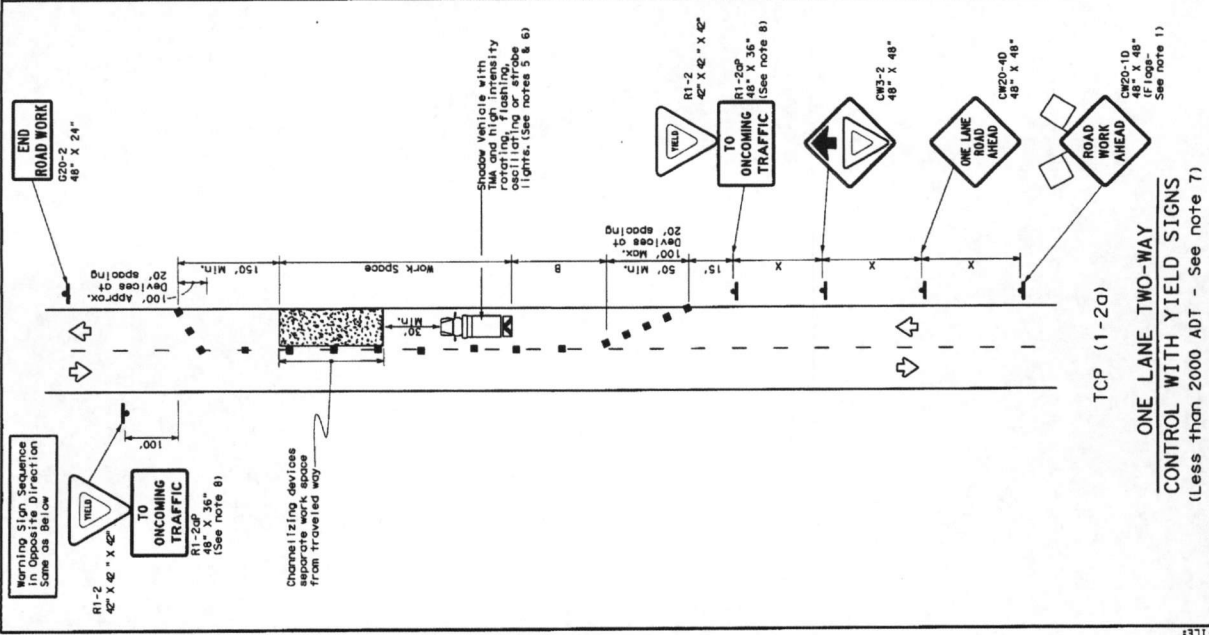 Warning Sign Sequence
in Opposite Direction
Same as Below
END
ROAD WORK
G20-2
48" X 24"
YIELD
R1-2
42" X 42" X 42"
TO
ONCOMING
TRAFFIC
R1-2aP
48" X 36"
(See note 8)
100'
100' Approx.
Devices at
20' spacing
150' Min.
Channelizing devices
separate work space
from traveled way
Work Space
30'
Min.
Shadow Vehicle with
TMA and high intensity
rotating, flashing,
oscillating or strobe
lights. (See notes 5 & 6)
B
50' Min.
100' Max.
Devices at
20' spacing
15'
YIELD
R1-2
42" X 42" X 42"
TO
ONCOMING
TRAFFIC
R1-2aP
48" X 36"
(See note 8)
X
CW3-2
48" X 48"
X
ONE LANE
ROAD
AHEAD
CW20-4D
48" X 48"
X
ROAD
WORK
AHEAD
CW20-1D
48" X 48"
(Flags-
See note 1)
TCP (1-2a)
ONE LANE TWO-WAY
CONTROL WITH YIELD SIGNS
(Less than 2000 ADT - See note 7)
FILE: